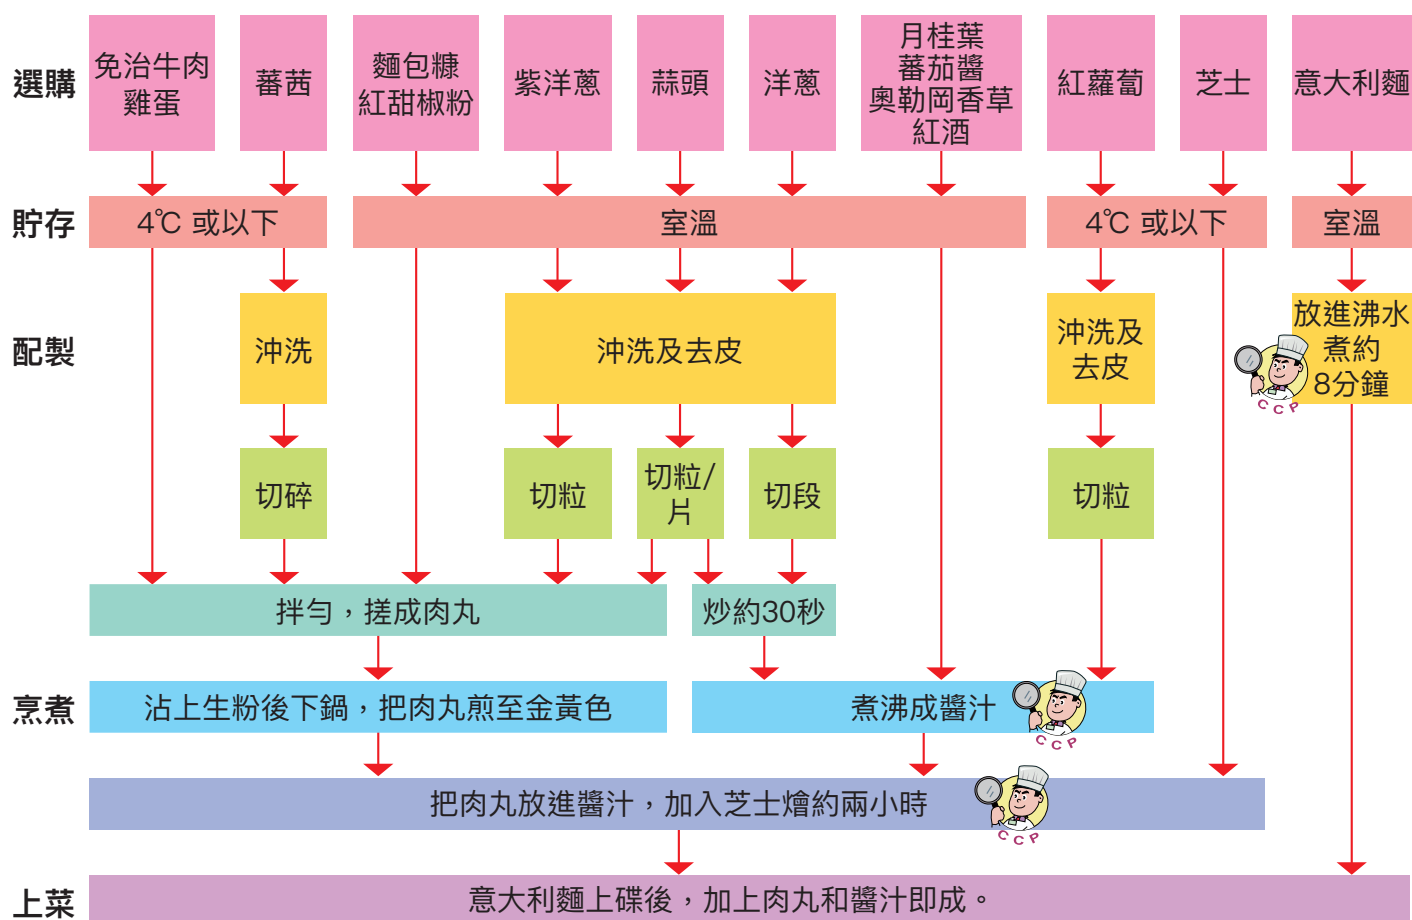 選購
免治牛肉
雞蛋
蕃茜
麵包糠
紅甜椒粉
紫洋蔥
蒜頭
洋蔥
月桂葉
蕃茄醬
奧勒岡香草
紅酒
紅蘿蔔
芝士
意大利麵
貯存
4℃ 或以下
室溫
4℃ 或以下
室溫
配製
沖洗
沖洗及去皮
沖洗及
去皮
放進沸水
煮約
8分鐘
CCP
切碎
切粒
切粒/
片
切段
切粒
拌勻，搓成肉丸
炒約30秒
烹煮
沾上生粉後下鍋，把肉丸煎至金黃色
煮沸成醬汁
CCP
把肉丸放進醬汁，加入芝士燴約兩小時
CCP
上菜
意大利麵上碟後，加上肉丸和醬汁即成。